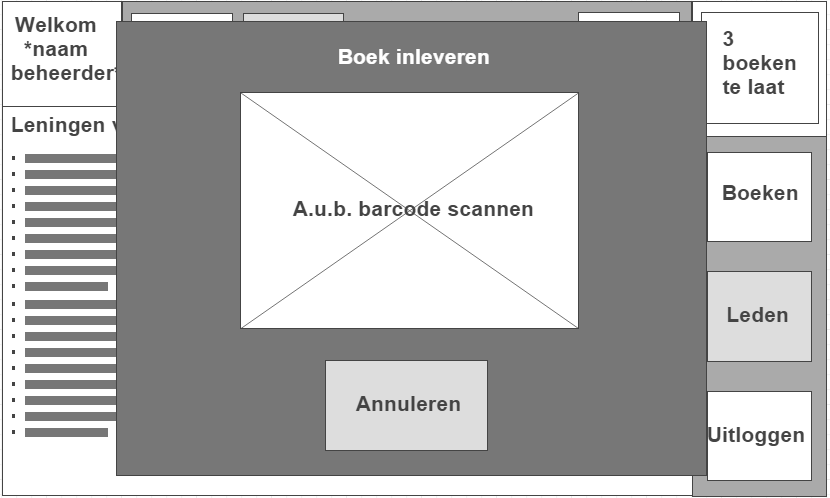 Welkom
*naam
beheerder*
Leningen
Boek inleveren
A.u.b. barcode scannen
Annuleren
3
boeken
te laat
Boeken
Leden
Uitloggen